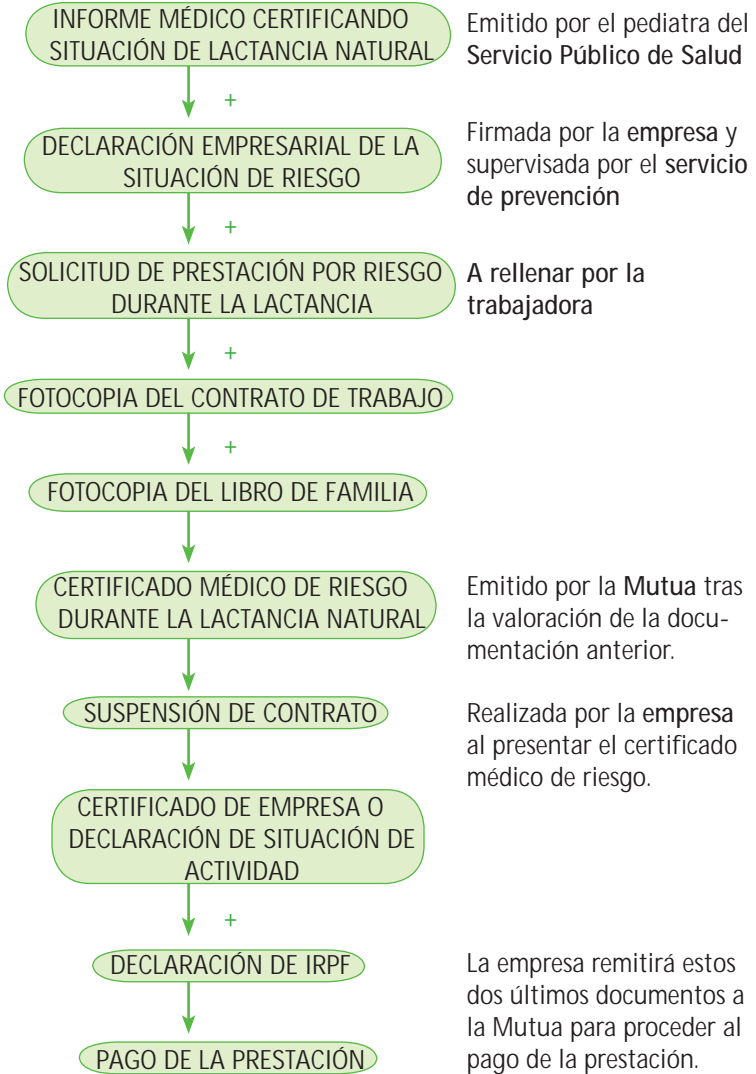 INFORME MÉDICO CERTIFICANDO
SITUACIÓN DE LACTANCIA NATURAL
Emitido por el pediatra del
Servicio Público de Salud
+
DECLARACIÓN EMPRESARIAL DE LA
SITUACIÓN DE RIESGO
Firmada por la empresa y
supervisada por el servicio
de prevención
+
SOLICITUD DE PRESTACIÓN POR RIESGO
DURANTE LA LACTANCIA
A rellenar por la
trabajadora
+
FOTOCOPIA DEL CONTRATO DE TRABAJO
+
FOTOCOPIA DEL LIBRO DE FAMILIA
CERTIFICADO MÉDICO DE RIESGO
DURANTE LA LACTANCIA NATURAL
Emitido por la Mutua tras
la valoración de la docu-
mentación anterior.
SUSPENSIÓN DE CONTRATO
Realizada por la empresa
al presentar el certificado
médico de riesgo.
CERTIFICADO DE EMPRESA O
DECLARACIÓN DE SITUACIÓN DE
ACTIVIDAD
+
DECLARACIÓN DE IRPF
PAGO DE LA PRESTACIÓN
La empresa remitirá estos
dos últimos documentos a
la Mutua para proceder al
pago de la prestación.